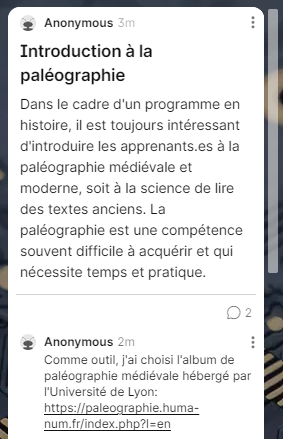 Anonymous 3m
Introduction à la
paléographie
Dans le cadre d'un programme en
histoire, il est toujours intéressant
d'introduire les apprenants.es à la
paléographie médiévale et
moderne, soit à la science de lire
des textes anciens. La
paléographie est une compétence
souvent difficile à acquérir et qui
nécessite temps et pratique.
2
Anonymous 2m
Comme outil, j'ai choisi l'album de
paléographie médiévale hébergé par
l'Université de Lyon:
https://paleographie.huma-
num.fr/index.php?l=en